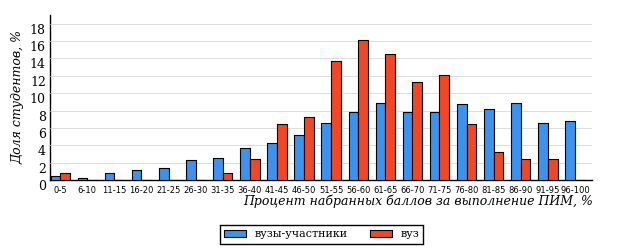 Доля студентов, %
18
16
14
12
10
8
6
4
2
0
0-5 6-10 11-15 16-20 21-25 26-30 31-35 36-40 41-45 46-50 51-55 56-60 61-65 66-70 71-75 76-80 81-85 86-90 91-95 96-100
Процент набранных баллов за выполнение ПИМ, %
вузы-участники вуз